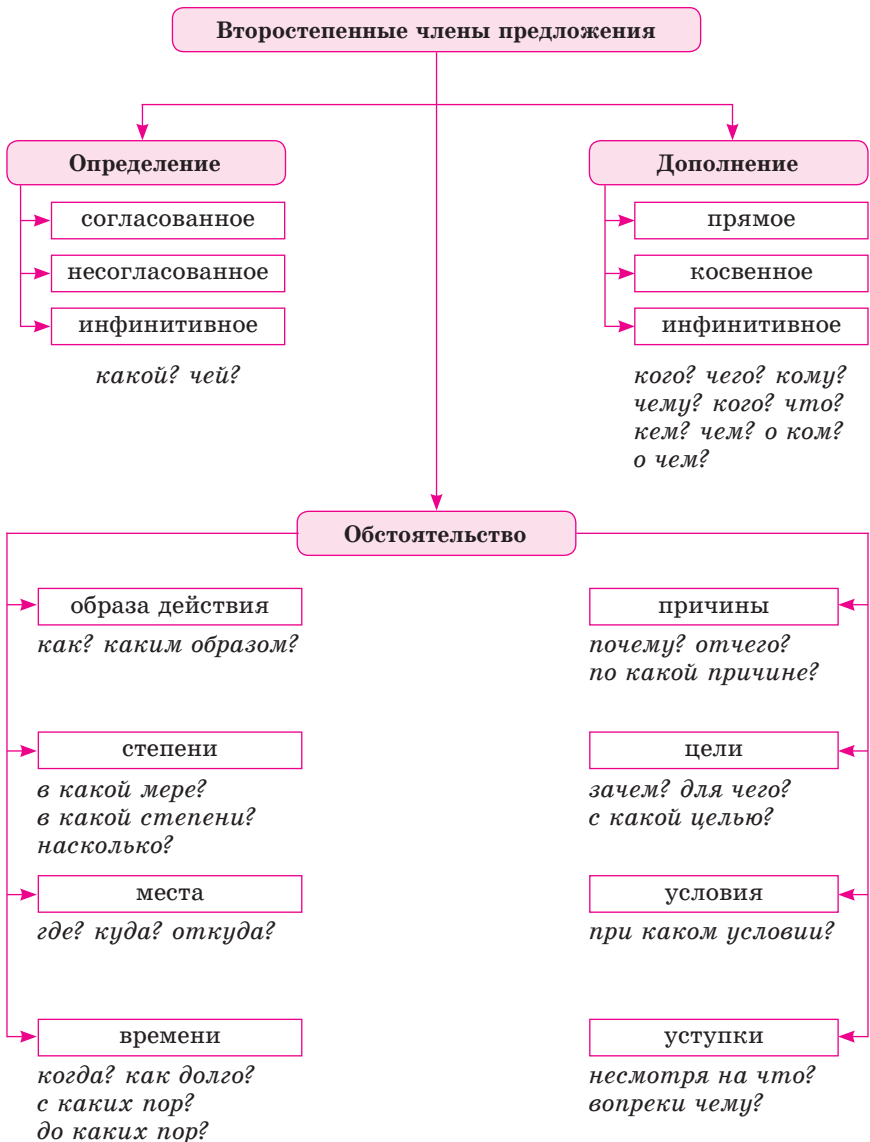 Второстепенные члены предложения
Определение
согласованное
несогласованное
инфинитивное
какой? чей?
Дополнение
прямое
косвенное
инфинитивное
кого? чего? кому?
чему? кого? что?
кем? чем? о ком?
о чем?
Обстоятельство
образа действия
как? каким образом?
степени
в какой мере?
в какой степени?
насколько?
места
где? куда? откуда?
времени
когда? как долго?
с каких пор?
до каких пор?
причины
почему? отчего?
по какой причине?
цели
зачем? для чего?
с какой целью?
условия
при каком условии?
уступки
несмотря на что?
вопреки чему?